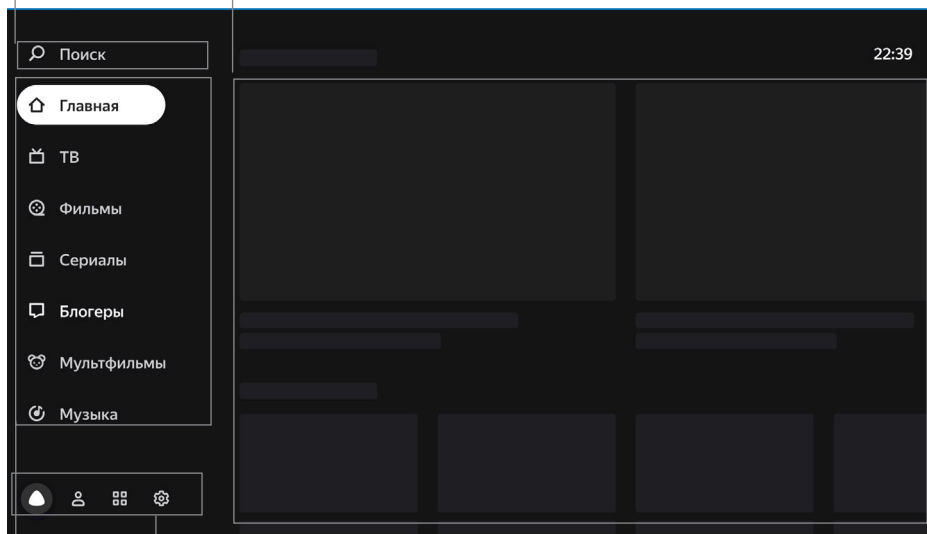 Поиск
22:39
Главная
ТВ
Фильмы
Сериалы
Блогеры
Мультфильмы
Музыка